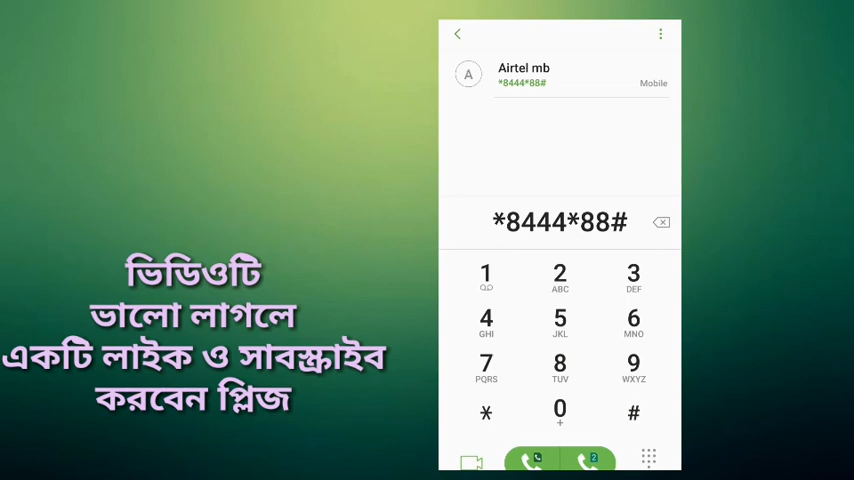 A
Airtel mb
*8444*88#
Mobile
*8444*88#
1
2
ABC
3
DEF
4
GHI
5
JKL
6
MNO
7
PQRS
8
TUV
9
WXYZ
*
0
+
#
2
ভিডিওটি
ভালো লাগলে
একটি লাইক ও সাবস্ক্রাইব
করবেন প্লিজ